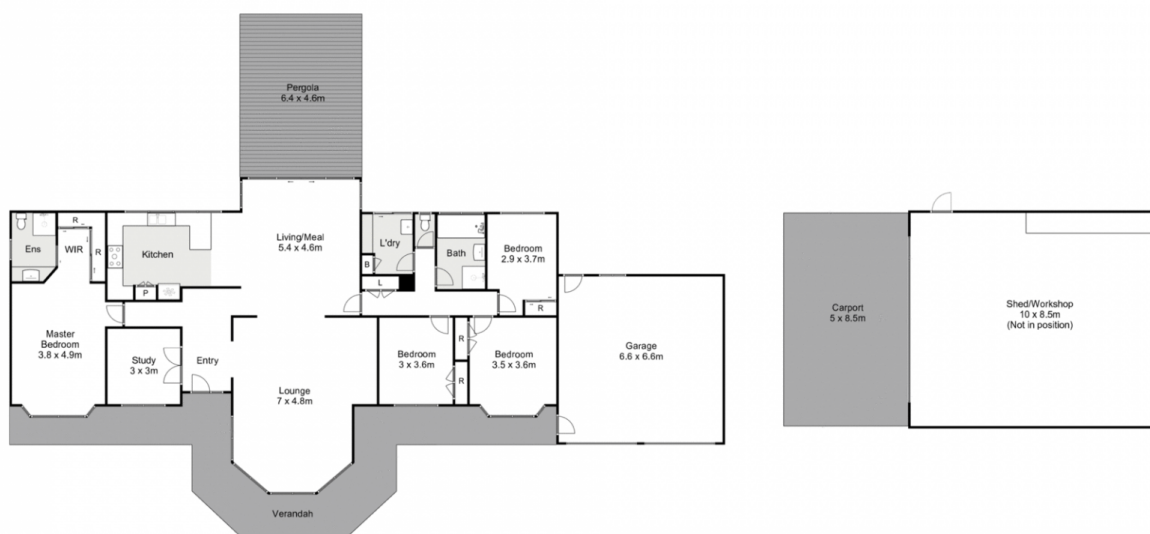 Pergola
6.4 x 4.6m
Ens
WIR
R
R
Kitchen
P
Living/Meal
5.4 x 4.6m
L'dry
B
L
Bath
Bedroom
2.9 x 3.7m
R
Master
Bedroom
3.8 x 4.9m
Study
3 x 3m
Entry
Lounge
7 x 4.8m
Bedroom
3 x 3.6m
R
R
Bedroom
3.5 x 3.6m
Garage
6.6 x 6.6m
Verandah
Carport
5 x 8.5m
Shed/Workshop
10 x 8.5m
(Not in position)